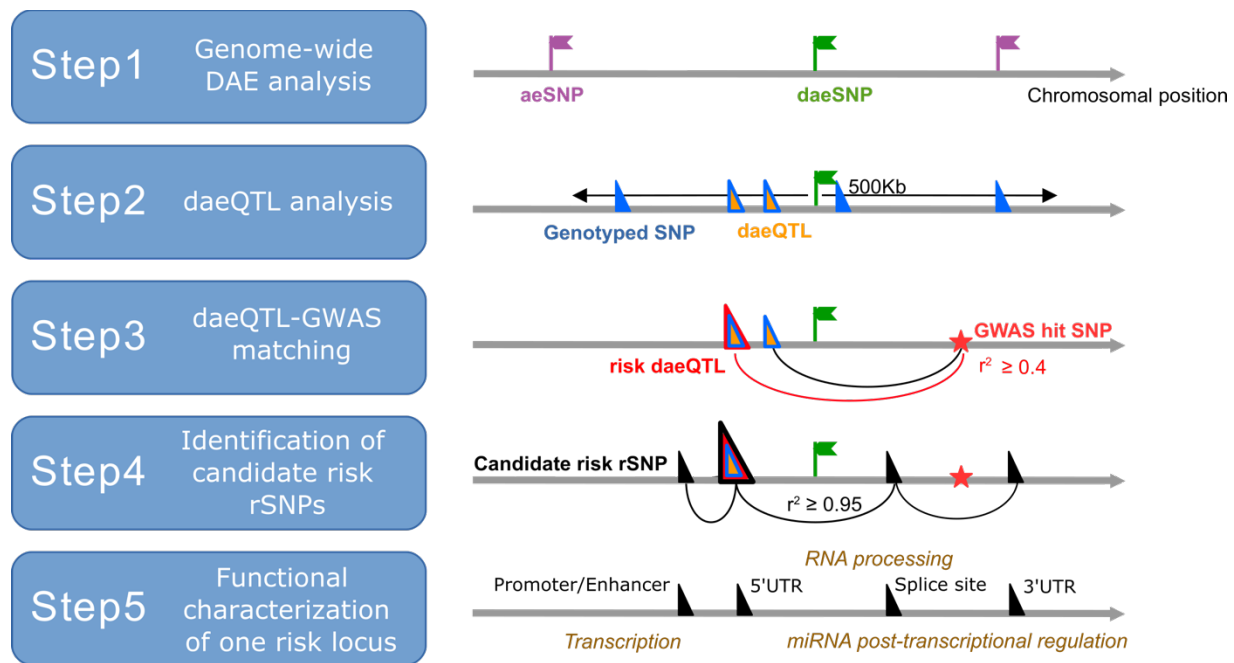 Step1
Genome-wide
DAE analysis
aeSNP
daeSNP
Chromosomal position
Step2
daeQTL analysis
500Kb
Genotyped SNP
daeQTL
Step3
daeQTL-GWAS
matching
GWAS hit SNP
risk daeQTL
r² ≥ 0.4
Step4
Identification of
candidate risk
rSNPs
Candidate risk rSNP
r² ≥ 0.95
Step5
Functional
characterization
of one risk locus
RNA processing
Promoter/Enhancer
5'UTR
Splice site
3'UTR
Transcription
miRNA post-transcriptional regulation